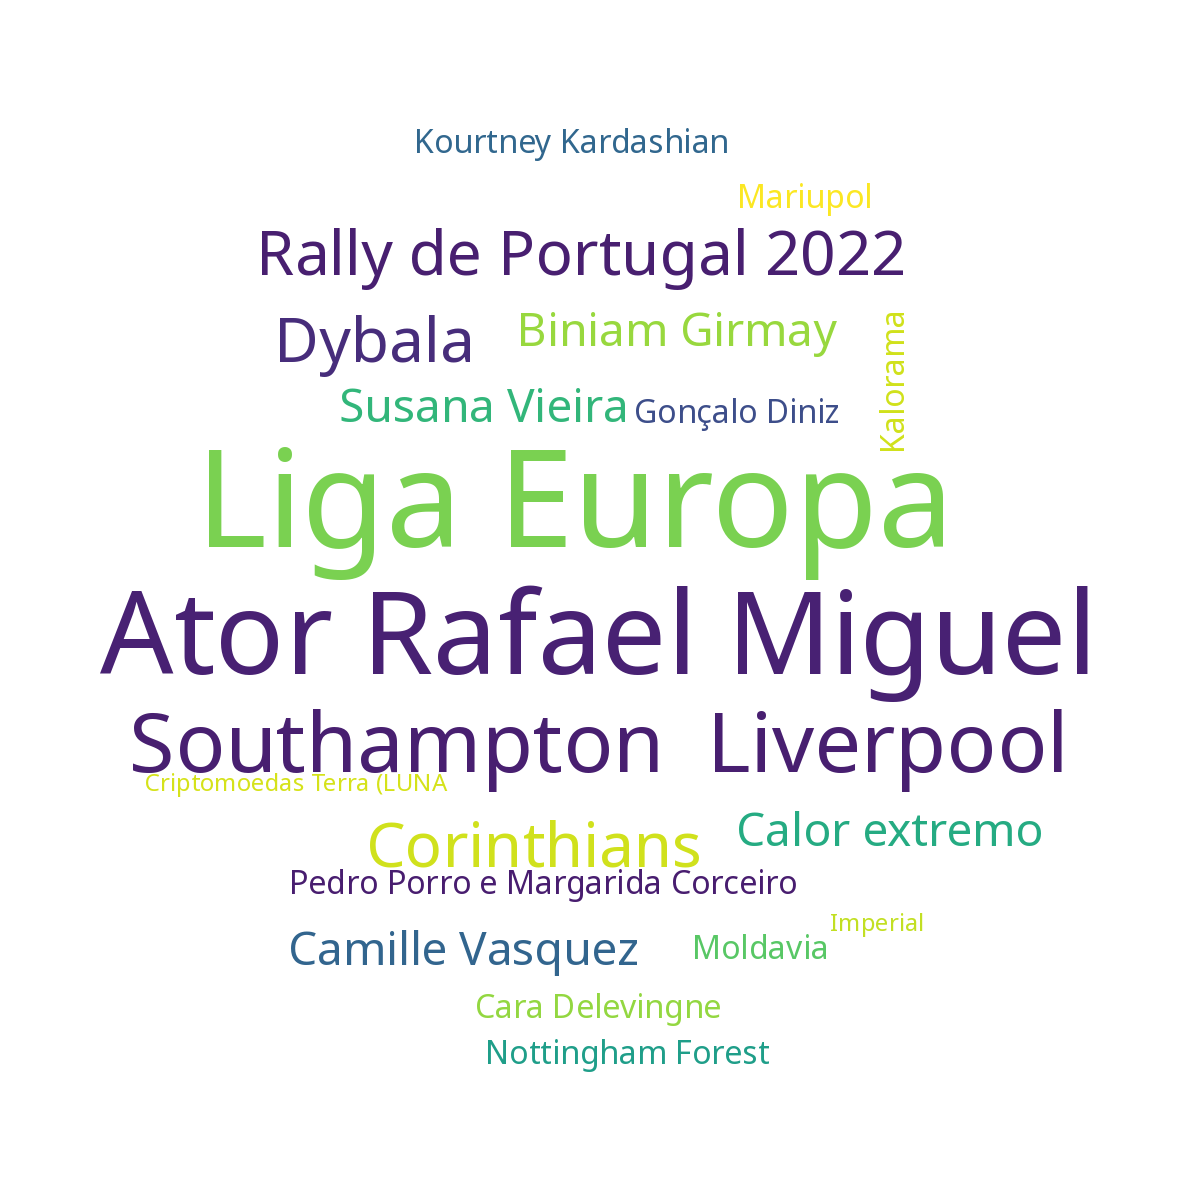 Kourtney Kardashian
Mariupol
Rally de Portugal 2022
Dybala
Biniam Girmay
Kalorama
Susana Vieira
Gonçalo Diniz
Liga Europa
Ator Rafael Miguel
Southampton
Liverpool
Criptomoedas Terra (LUNA
Corinthians
Calor extremo
Pedro Porro e Margarida Corceiro
Imperial
Camille Vasquez
Moldavia
Cara Delevingne
Nottingham Forest